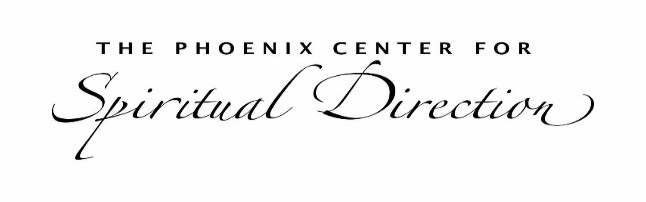 THE PHOENIX CENTER FOR
Spiritual Direction